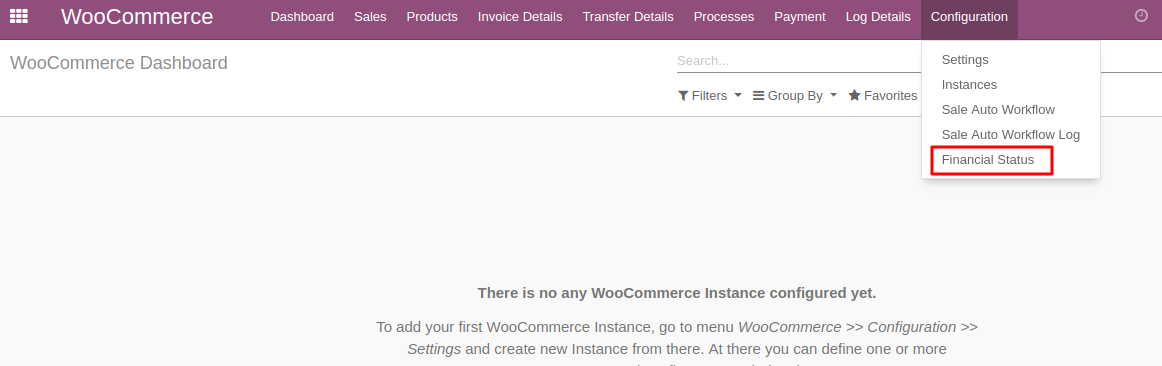 WooCommerce Dashboard Sales Products Invoice Details Transfer Details Processes Payment Log Details Configuration
WooCommerce Dashboard
Search...
Filters Group By Favorites
Settings
Instances
Sale Auto Workflow
Sale Auto Workflow Log
Financial Status
There is no any WooCommerce Instance configured yet.
To add your first WooCommerce Instance, go to menu WooCommerce >> Configuration >>
Settings and create new Instance from there. At there you can define one or more